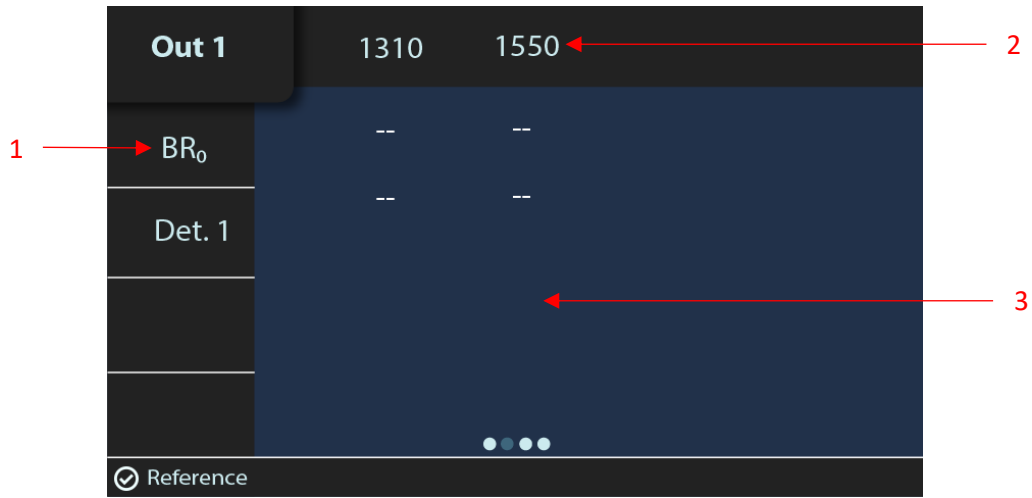 Out 1 1310 1550 2
1 BR₀ -- --
Det. 1 -- --
3
Reference